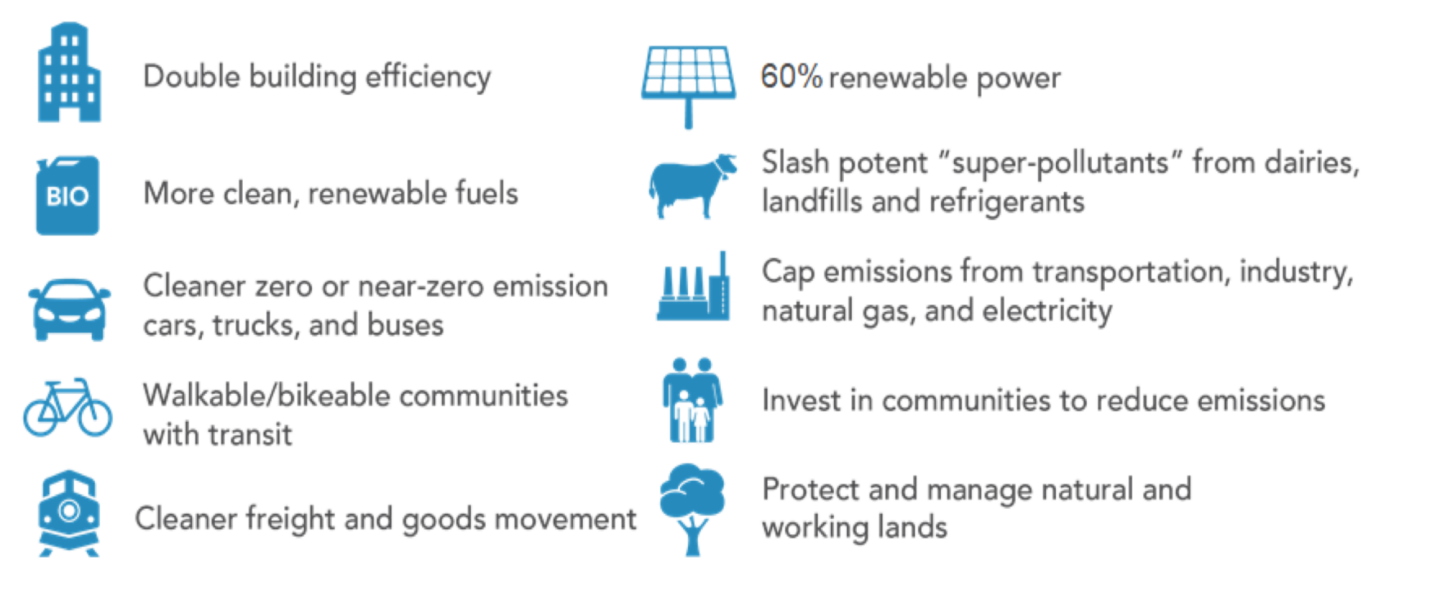 Double building efficiency
BIO
More clean, renewable fuels
Cleaner zero or near-zero emission
cars, trucks, and buses
Walkable/bikeable communities
with transit
Cleaner freight and goods movement
60% renewable power
Slash potent “super-pollutants” from dairies,
landfills and refrigerants
Cap emissions from transportation, industry,
natural gas, and electricity
Invest in communities to reduce emissions
Protect and manage natural and
working lands